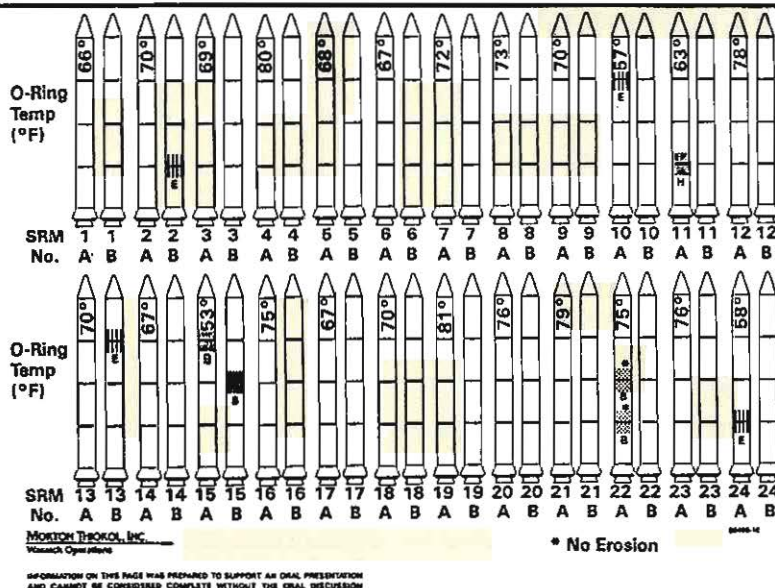 66° 70° 69° 80° 68° 67° 72° 73° 70° 57° 63° 78°
O-Ring
Temp
(°F)
E
E
H
SRM 1 1 2 2 3 3 4 4 5 5 6 6 7 7 8 8 9 9 10 10 11 11 12 12
No. A B A B A B A B A B A B A B A B A B A B A B A B
70° 67° 53° 75° 67° 70° 81° 76° 79° 75° 76° 58°
O-Ring
Temp
(°F)
E
B
B
*
B
*
B
E
SRM 13 13 14 14 15 15 16 16 17 17 18 18 19 19 20 20 21 21 22 22 23 23 24 24
No. A B A B A B A B A B A B A B A B A B A B A B A B
MORTON THIOKOL, INC.
Wasatch Operations
* No Erosion
INFORMATION ON THIS PAGE WAS PREPARED TO SUPPORT AN ORAL PRESENTATION
AND CANNOT BE CONSIDERED COMPLETE WITHOUT THE ORAL DISCUSSION